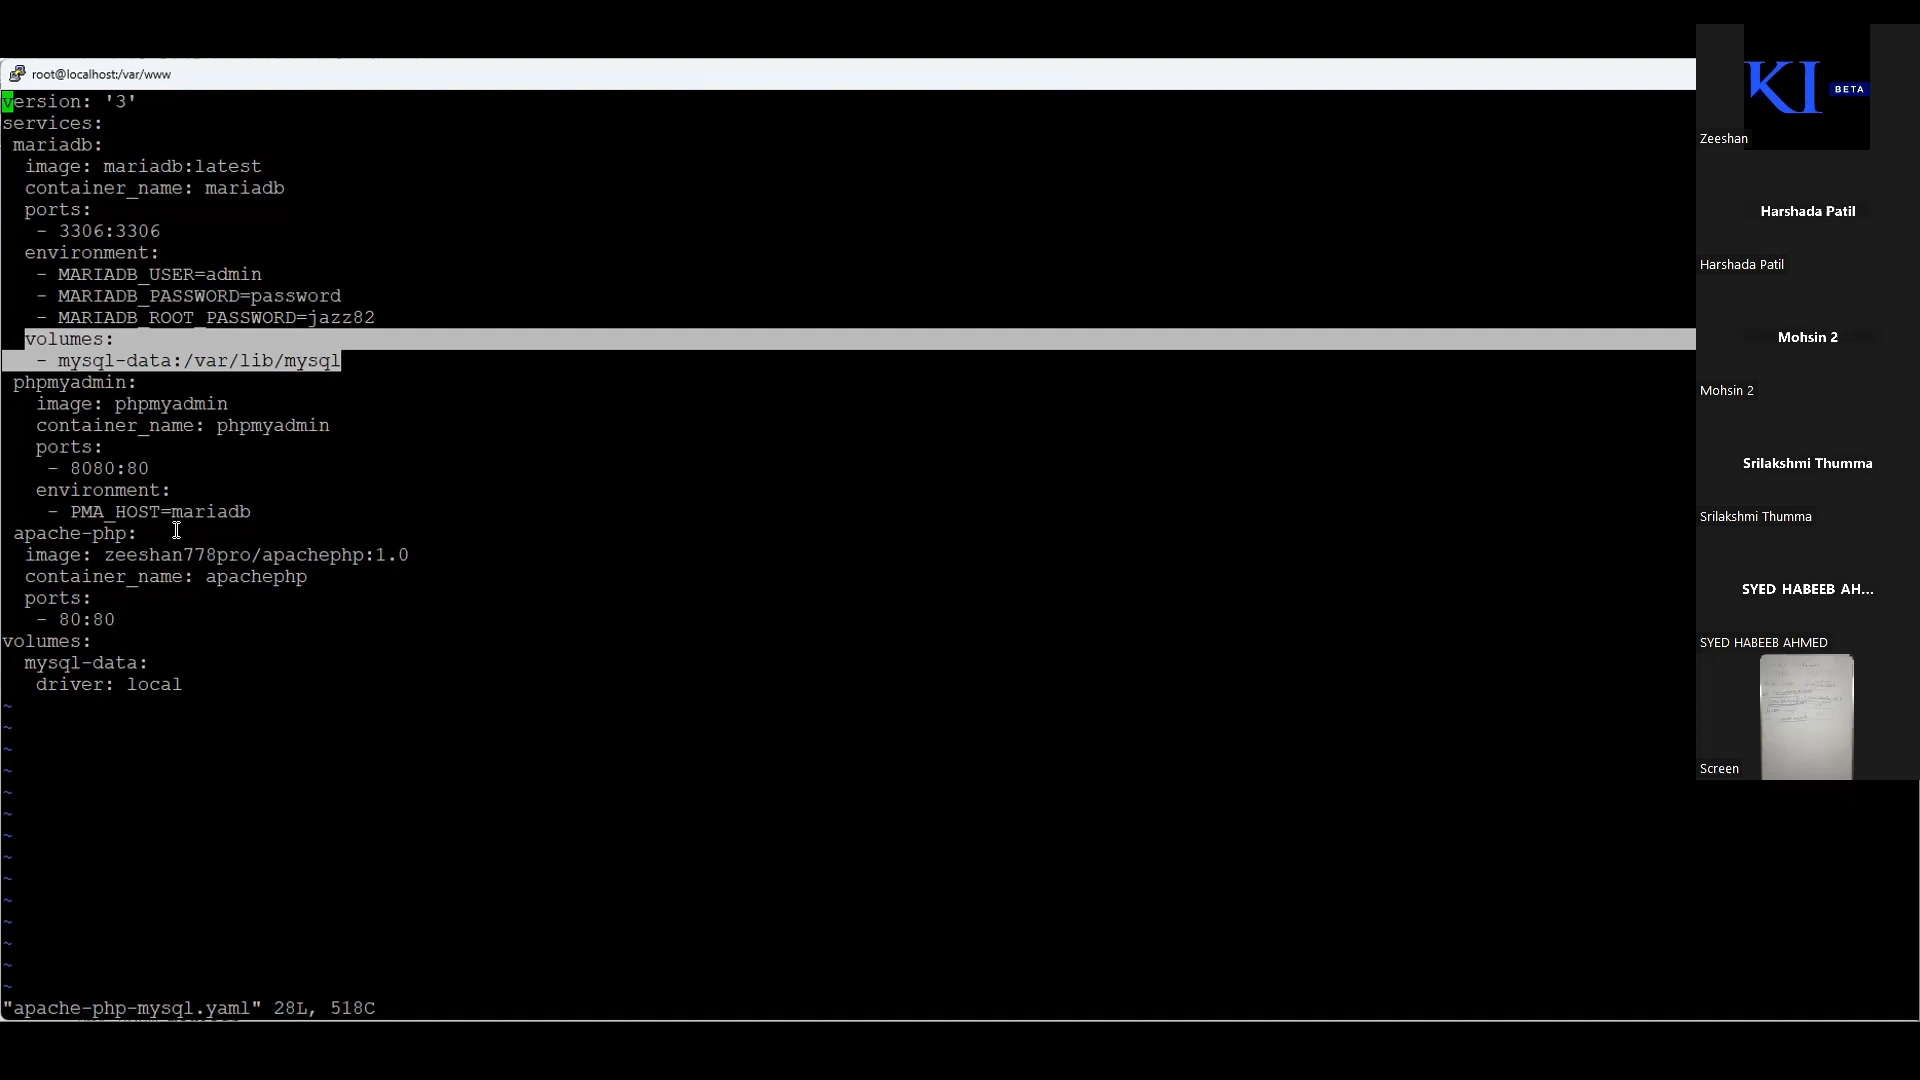 root@localhost:/var/www
version: '3'
services:
 mariadb:
  image: mariadb:latest
  container_name: mariadb
  ports:
   - 3306:3306
  environment:
   - MARIADB_USER=admin
   - MARIADB_PASSWORD=password
   - MARIADB_ROOT_PASSWORD=jazz82
  volumes:
   - mysql-data:/var/lib/mysql
 phpmyadmin:
   image: phpmyadmin
   container_name: phpmyadmin
   ports:
    - 8080:80
   environment:
    - PMA_HOST=mariadb
 apache-php:
  image: zeeshan778pro/apachephp:1.0
  container_name: apachephp
  ports:
   - 80:80
volumes:
  mysql-data:
   driver: local
~
~
~
~
~
~
~
~
~
~
~
~
~
~
"apache-php-mysql.yaml" 28L, 518C
KI BETA
Zeeshan
Harshada Patil
Harshada Patil
Mohsin 2
Mohsin 2
Srilakshmi Thumma
Srilakshmi Thumma
SYED HABEEB AH...
SYED HABEEB AHMED
Screen